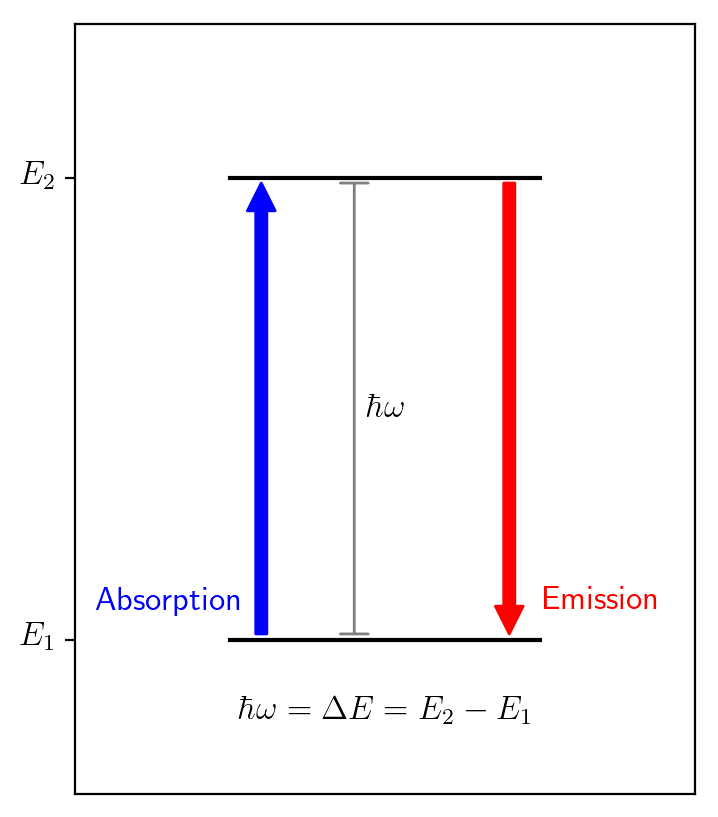 E₂
ℏω
Absorption
Emission
E₁
ℏω = ΔE = E₂ − E₁